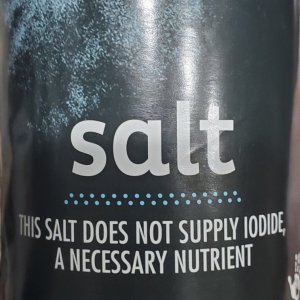 salt
THIS SALT DOES NOT SUPPLY IODIDE,
A NECESSARY NUTRIENT